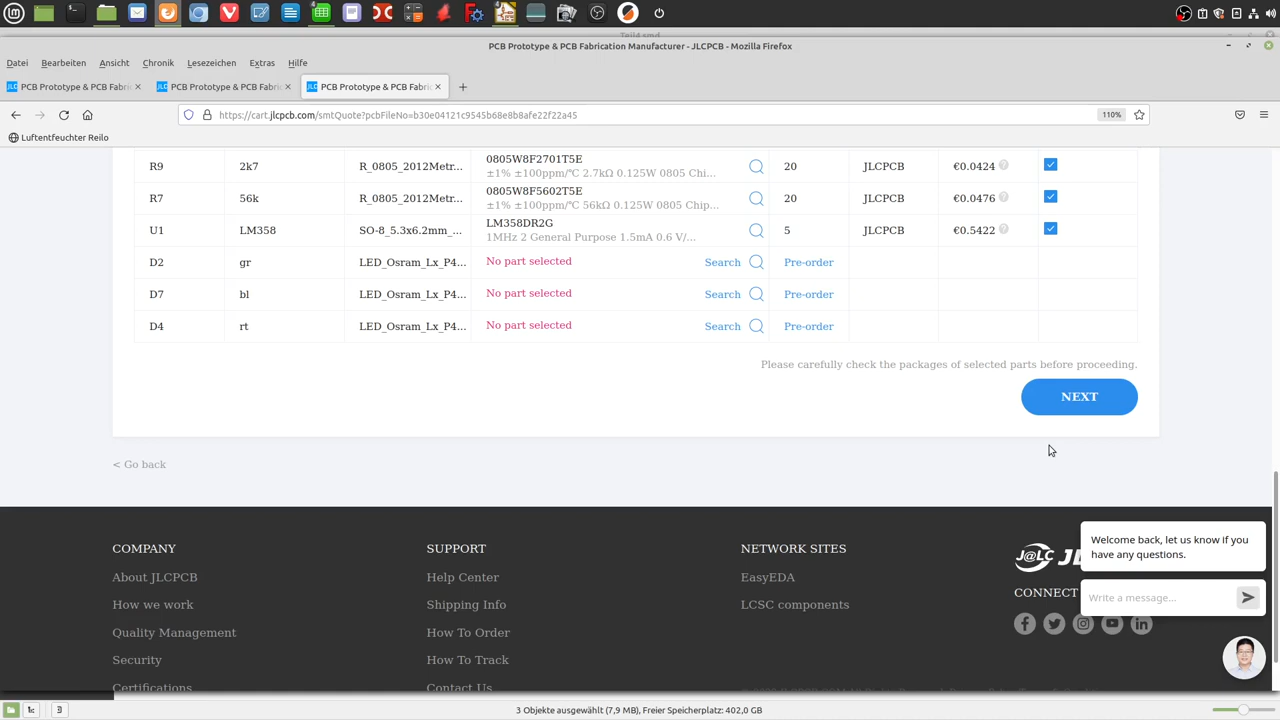 PCB Prototype & PCB Fabrication Manufacturer - JLCPCB - Mozilla Firefox
Datei Bearbeiten Ansicht Chronik Lesezeichen Extras Hilfe
JLC PCB Prototype & PCB Fabric JLC PCB Prototype & PCB Fabric JLC PCB Prototype & PCB Fabric
https://cart.jlcpcb.com/smtQuote?pcbFileNo=b30e04121c9545b68e8b8afe22f22a45 110%
Luftentfeuchter Reilo
R9 2k7 R_0805_2012Metr... 0805W8F2701T5E 20 JLCPCB €0.0424
±1% ±100ppm/℃ 2.7kΩ 0.125W 0805 Chi...
R7 56k R_0805_2012Metr... 0805W8F5602T5E 20 JLCPCB €0.0476
±1% ±100ppm/℃ 56kΩ 0.125W 0805 Chip...
U1 LM358 SO-8_5.3x6.2mm_... LM358DR2G 5 JLCPCB €0.5422
1MHz 2 General Purpose 1.5mA 0.6 V/...
D2 gr LED_Osram_Lx_P4... No part selected Search Pre-order
D7 bl LED_Osram_Lx_P4... No part selected Search Pre-order
D4 rt LED_Osram_Lx_P4... No part selected Search Pre-order
Please carefully check the packages of selected parts before proceeding.
NEXT
< Go back
COMPANY SUPPORT NETWORK SITES
About JLCPCB Help Center EasyEDA
How we work Shipping Info LCSC components
Quality Management How To Order
Security How To Track
Certifications Contact Us
J@LC JL
CONNECT
Welcome back, let us know if you
have any questions.
Write a message...
3 Objekte ausgewählt (7,9 MB), Freier Speicherplatz: 402,0 GB